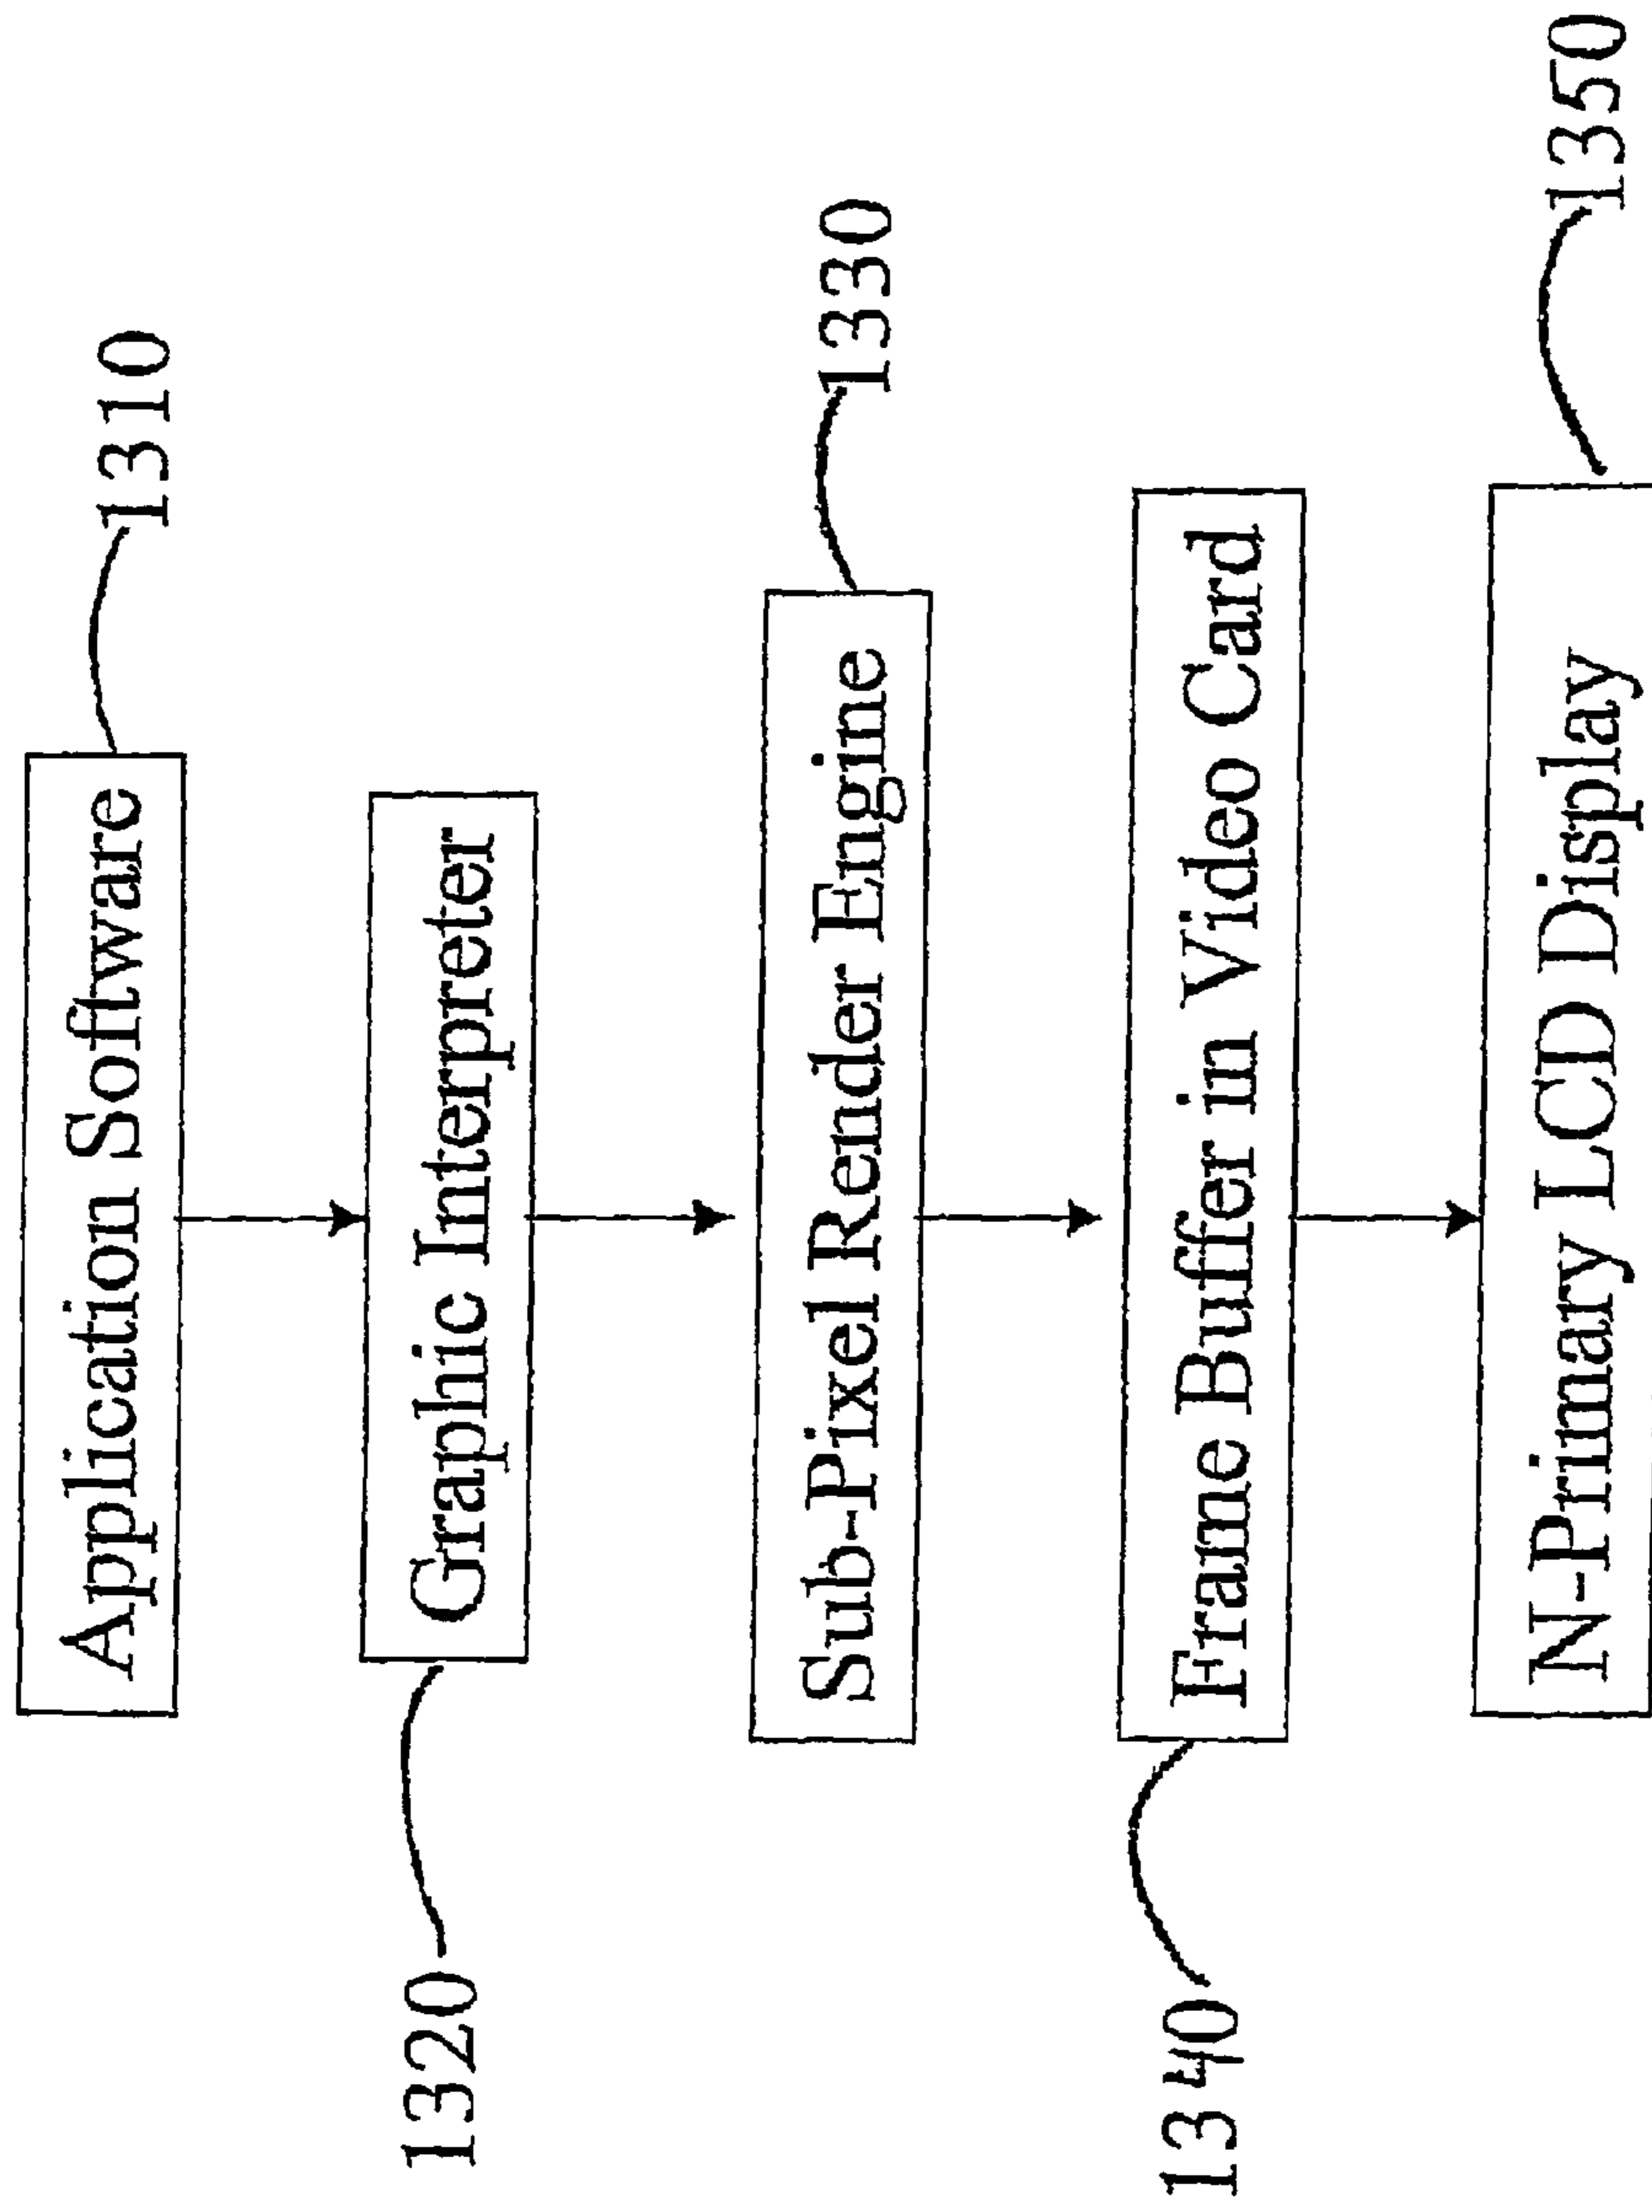 Application Software
1310
Graphic Interpreter
1320
Sub-Pixel Render Engine
1330
Frame Buffer in Video Card
1340
N-Primary LCD Display
1350